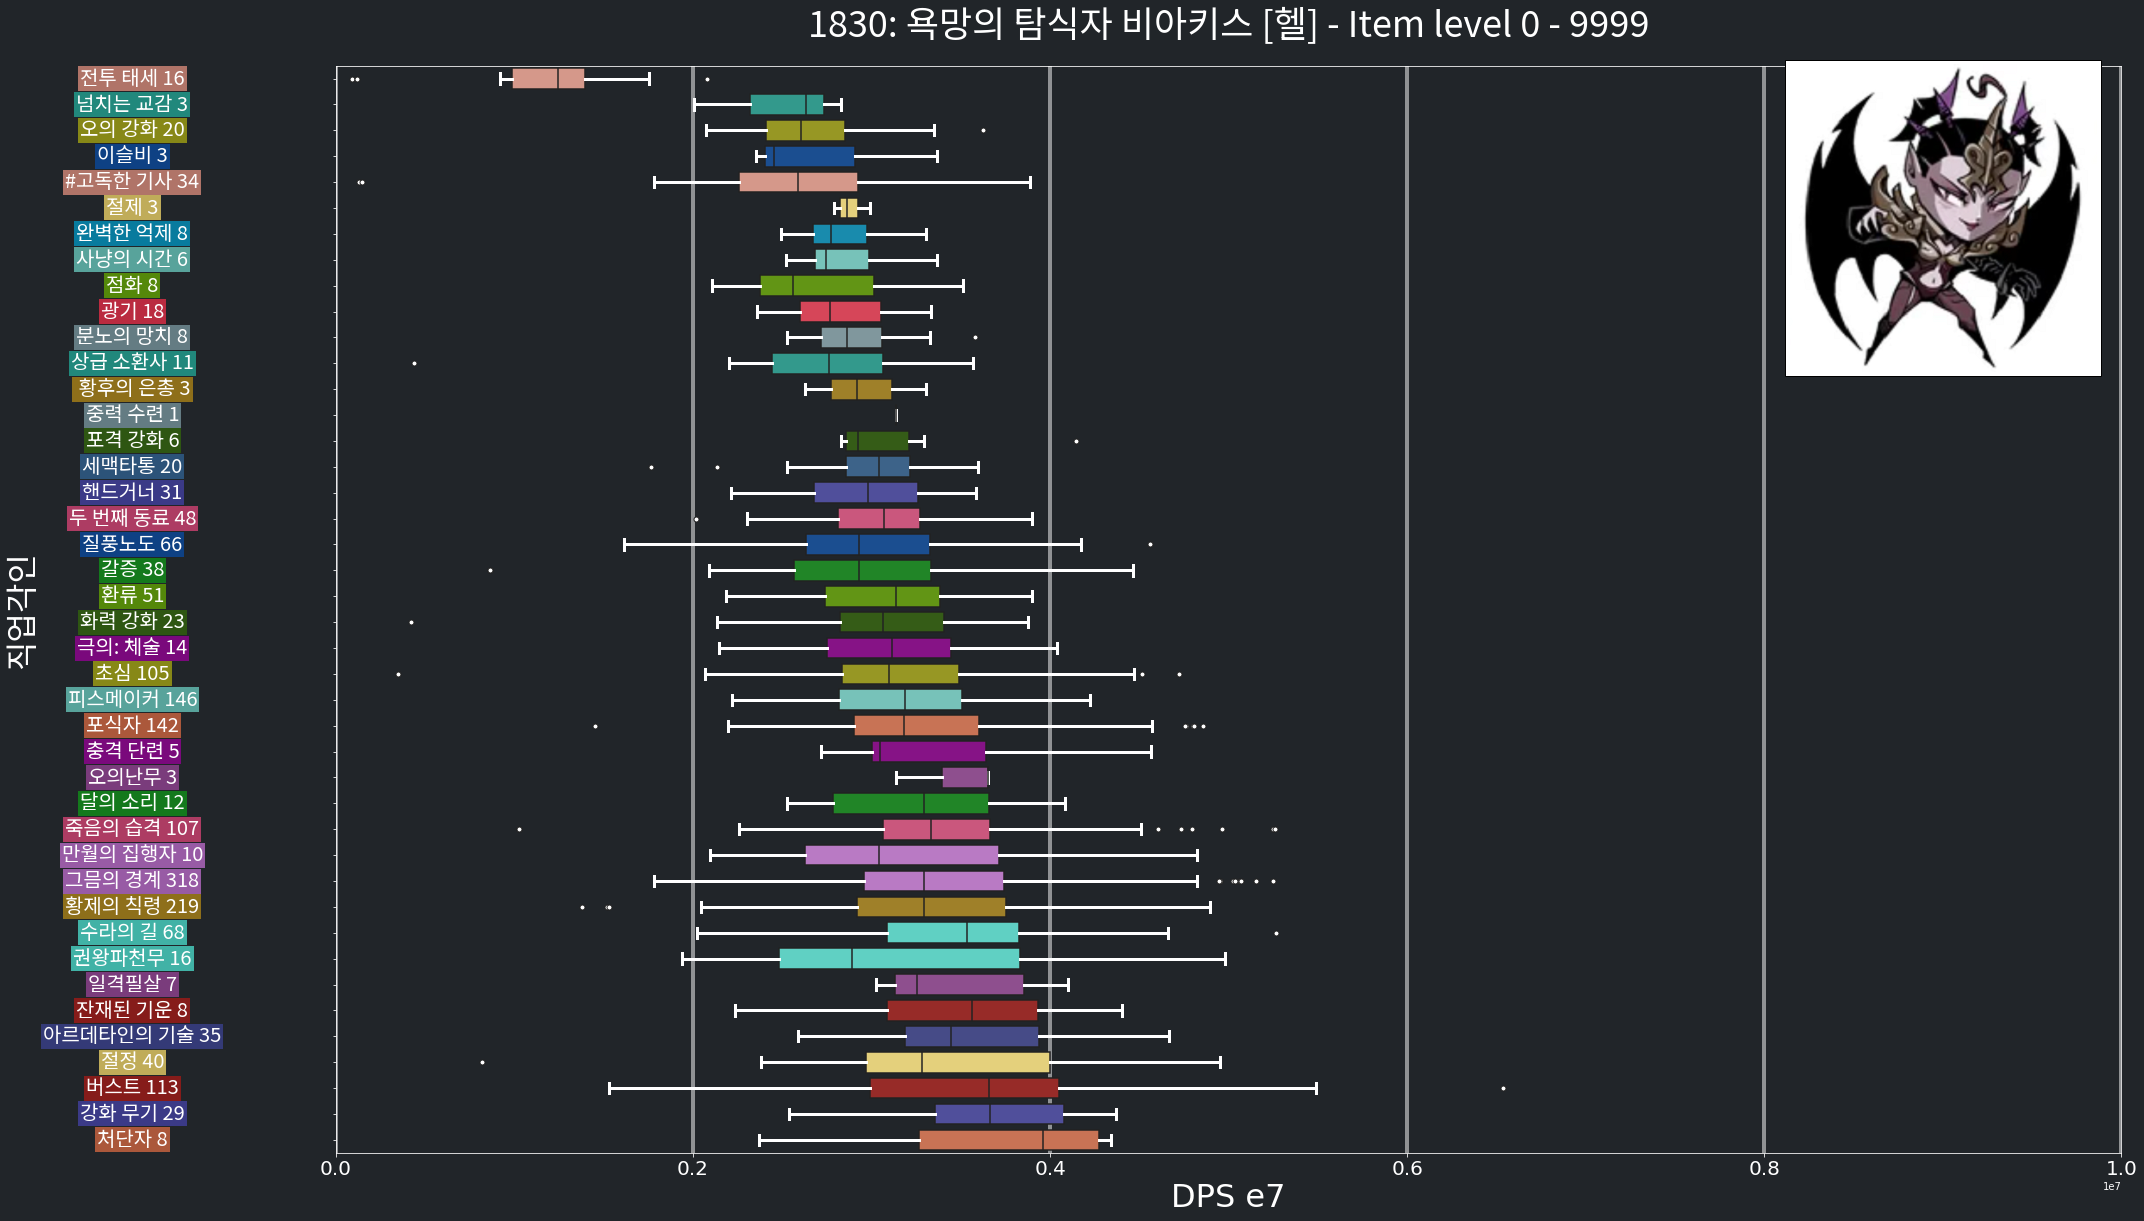 1830: 욕망의 탐식자 비아키스 [헬] - Item level 0 - 9999
직업각인
전투 태세 16
넘치는 교감 3
오의 강화 20
이슬비 3
#고독한 기사 34
절제 3
완벽한 억제 8
사냥의 시간 6
점화 8
광기 18
분노의 망치 8
상급 소환사 11
황후의 은총 3
중력 수련 1
포격 강화 6
세맥타통 20
핸드거너 31
두 번째 동료 48
질풍노도 66
갈증 38
환류 51
화력 강화 23
극의: 체술 14
초심 105
피스메이커 146
포식자 142
충격 단련 5
오의난무 3
달의 소리 12
죽음의 습격 107
만월의 집행자 10
그믐의 경계 318
황제의 칙령 219
수라의 길 68
권왕파천무 16
일격필살 7
잔재된 기운 8
아르데타인의 기술 35
절정 40
버스트 113
강화 무기 29
처단자 8
0.0 0.2 0.4 0.6 0.8 1.0
1e7
DPS e7